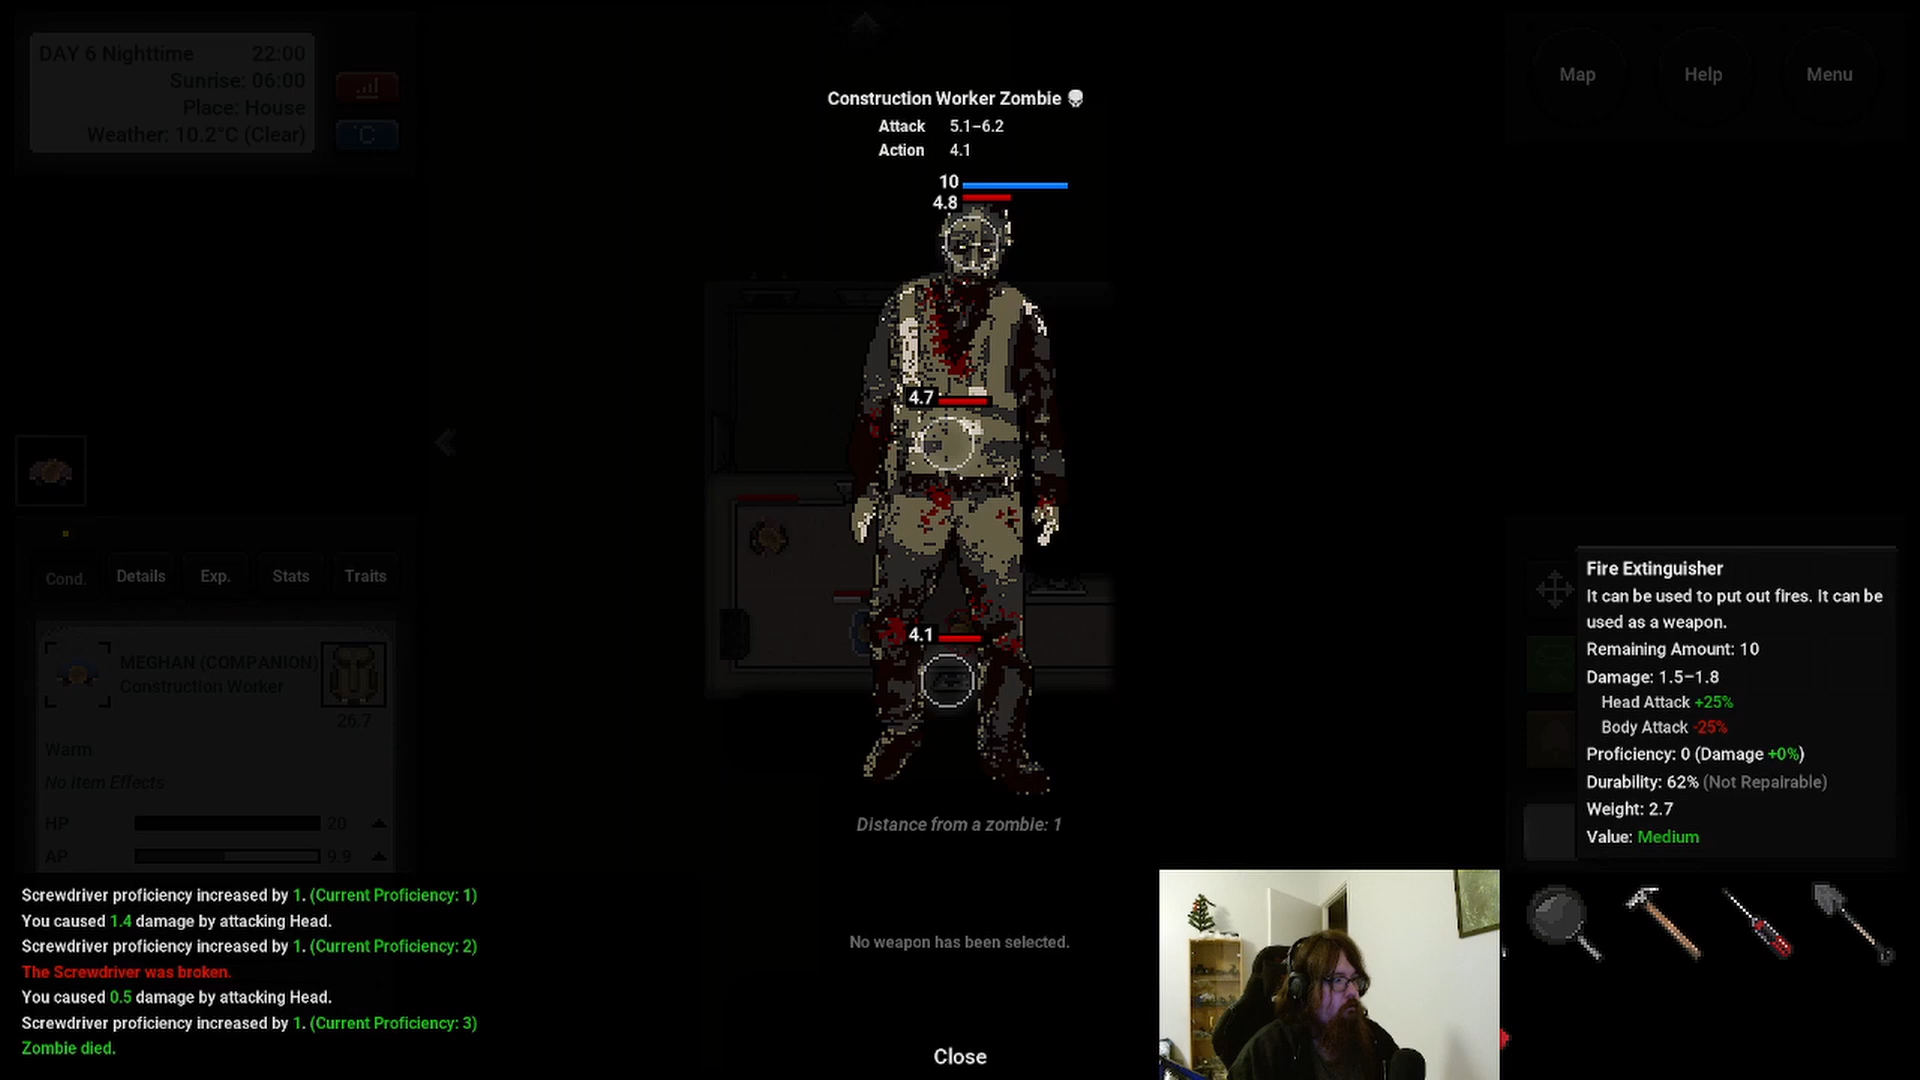 DAY 6 Nighttime 22:00
Sunrise: 06:00
Place: House
Weather: 10.2°C (Clear)
°C
Map
Help
Menu
Construction Worker Zombie
Attack 5.1–6.2
Action 4.1
10
4.8
4.7
4.1
Distance from a zombie: 1
No weapon has been selected.
Close
Cond.
Details
Exp.
Stats
Traits
MEGHAN (COMPANION)
Construction Worker
26.7
Warm
No Item Effects
HP 20
AP 9.9
Screwdriver proficiency increased by 1. (Current Proficiency: 1)
You caused 1.4 damage by attacking Head.
Screwdriver proficiency increased by 1. (Current Proficiency: 2)
The Screwdriver was broken.
You caused 0.5 damage by attacking Head.
Screwdriver proficiency increased by 1. (Current Proficiency: 3)
Zombie died.
Fire Extinguisher
It can be used to put out fires. It can be
used as a weapon.
Remaining Amount: 10
Damage: 1.5–1.8
Head Attack +25%
Body Attack -25%
Proficiency: 0 (Damage +0%)
Durability: 62% (Not Repairable)
Weight: 2.7
Value: Medium